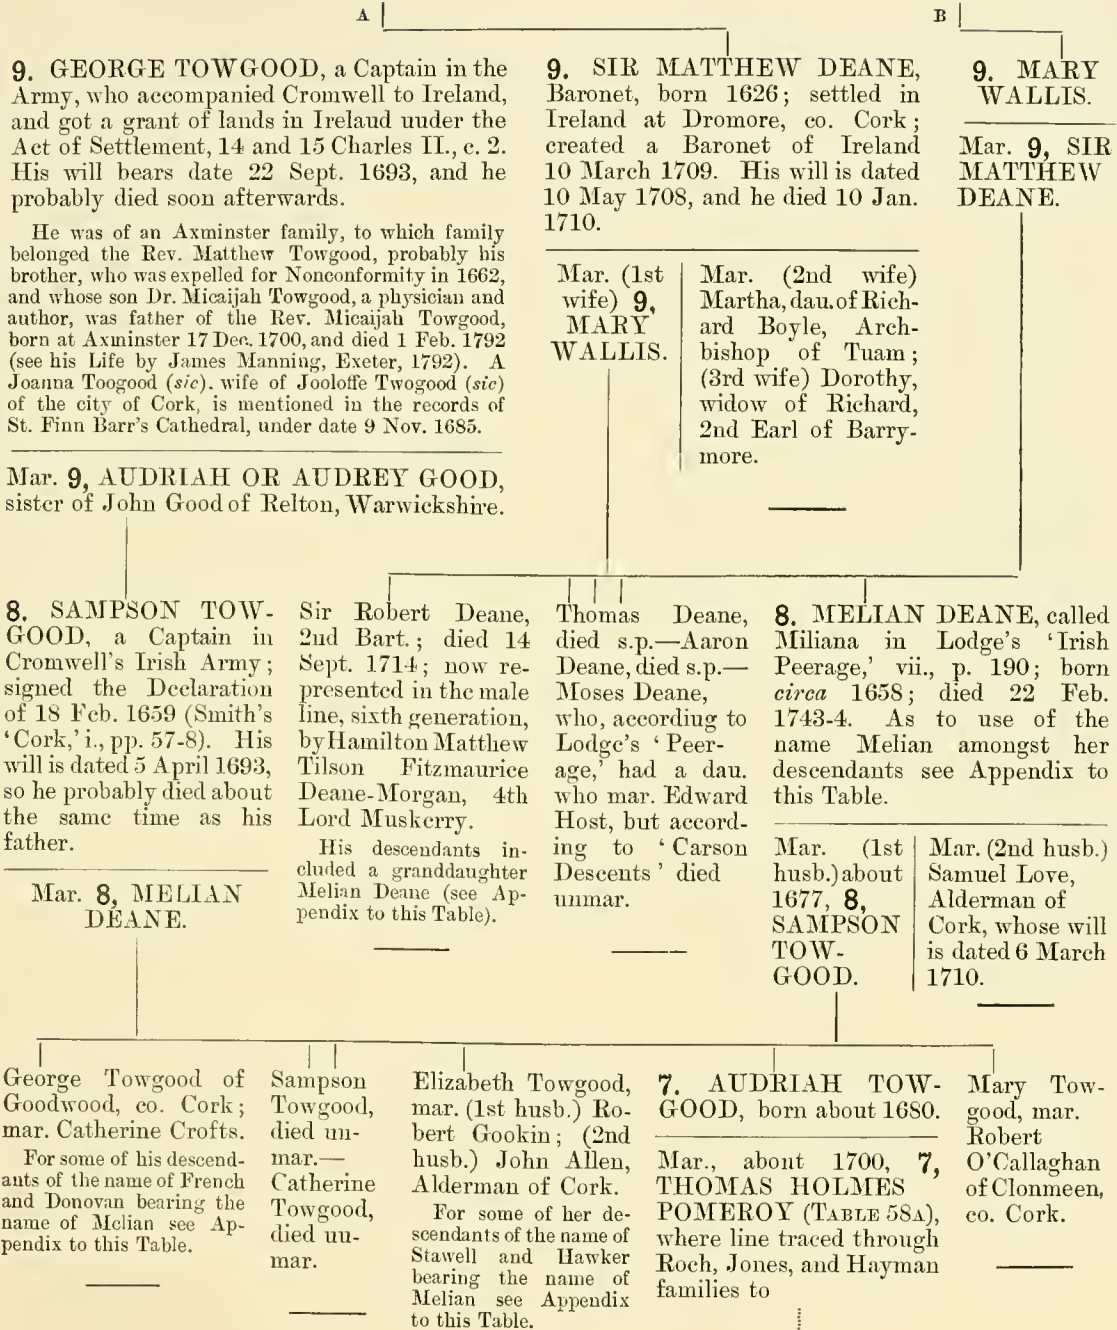 A
B
9. GEORGE TOWGOOD, a Captain in the
Army, who accompanied Cromwell to Ireland,
and got a grant of lands in Irelaud under the
Act of Settlement, 14 and 15 Charles II., c. 2.
His will bears date 22 Sept. 1693, and he
probably died soon afterwards.
He was of an Axminster family, to which family
belonged the Rev. Matthew Towgood, probably his
brother, who was expelled for Nonconformity in 1662,
and whose son Dr. Micaijah Towgood, a physician and
author, was father of the Rev. Micaijah Towgood,
born at Axminster 17 Dec. 1700, and died 1 Feb. 1792
(see his Life by James Manning, Exeter, 1792). A
Joanna Toogood (sic). wife of Jooloffe Twogood (sic)
of the city of Cork, is mentioned in the records of
St. Finn Barr's Cathedral, under date 9 Nov. 1685.
Mar. 9, AUDRIAH OR AUDREY GOOD,
sister of John Good of Relton, Warwickshire.
9. SIR MATTHEW DEANE,
Baronet, born 1626; settled in
Ireland at Dromore, co. Cork;
created a Baronet of Ireland
10 March 1709. His will is dated
10 May 1708, and he died 10 Jan.
1710.
Mar. (1st
wife) 9,
MARY
WALLIS.
Mar. (2nd wife)
Martha, dau. of Rich-
ard Boyle, Arch-
bishop of Tuam;
(3rd wife) Dorothy,
widow of Richard,
2nd Earl of Barry-
more.
9. MARY
WALLIS.
Mar. 9, SIR
MATTHEW
DEANE.
8. SAMPSON TOW-
GOOD, a Captain in
Cromwell's Irish Army;
signed the Declaration
of 18 Feb. 1659 (Smith's
'Cork,' i., pp. 57-8). His
will is dated 5 April 1693,
so he probably died about
the same time as his
father.
Mar. 8, MELIAN
DEANE.
Sir Robert Deane,
2nd Bart.; died 14
Sept. 1714; now re-
presented in the male
line, sixth generation,
by Hamilton Matthew
Tilson Fitzmaurice
Deane-Morgan, 4th
Lord Muskerry.
His descendants in-
cluded a granddaughter
Melian Deane (see Ap-
pendix to this Table).
Thomas Deane,
died s.p.—Aaron
Deane, died s.p.—
Moses Deane,
who, accordiug to
Lodge's 'Peer-
age,' had a dau.
who mar. Edward
Host, but accord-
ing to 'Carson
Descents' died
unmar.
8. MELIAN DEANE, called
Miliana in Lodge's 'Irish
Peerage,' vii., p. 190; born
circa 1658; died 22 Feb.
1743-4. As to use of the
name Melian amongst her
descendants see Appendix to
this Table.
Mar. (1st
husb.) about
1677, 8,
SAMPSON
TOW-
GOOD.
Mar. (2nd husb.)
Samuel Love,
Alderman of
Cork, whose will
is dated 6 March
1710.
George Towgood of
Goodwood, co. Cork;
mar. Catherine Crofts.
For some of his descend-
ants of the name of French
and Donovan bearing the
name of Melian see Ap-
pendix to this Table.
Sampson
Towgood,
died un-
mar.—
Catherine
Towgood,
died uu-
mar.
Elizabeth Towgood,
mar. (1st husb.) Ro-
bert Gookin; (2nd
husb.) John Allen,
Alderman of Cork.
For some of her de-
scendants of the name of
Stawell and Hawker
bearing the name of
Melian see Appendix
to this Table.
7. AUDRIAH TOW-
GOOD, born about 1680.
Mar., about 1700, 7,
THOMAS HOLMES
POMEROY (TABLE 58A),
where line traced through
Roch, Jones, and Hayman
families to
Mary Tow-
good, mar.
Robert
O'Callaghan
of Clonmeen,
co. Cork.